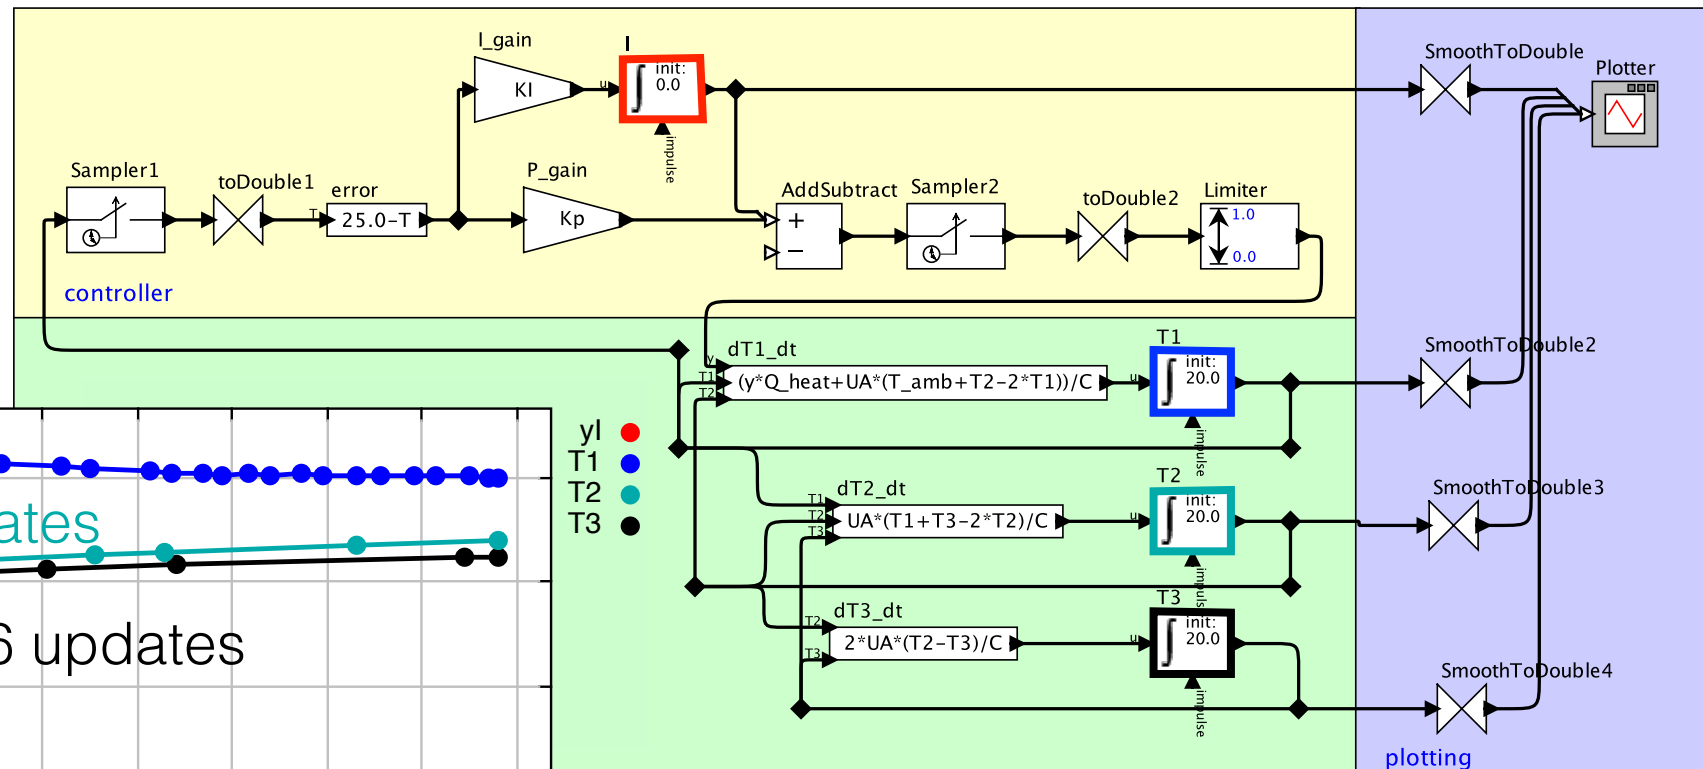 I_gain
I
SmoothToDouble
Plotter
KI
u
init:
0.0
impulse
Sampler1
toDouble1
error
P_gain
AddSubtract
Sampler2
toDouble2
Limiter
T
25.0-T
Kp
+
−
1.0
0.0
controller
dT1_dt
T1
SmoothToDouble2
y
T1
T2
(y*Q_heat+UA*(T_amb+T2-2*T1))/C
u
init:
20.0
impulse
yI
T1
T2
T3
dT2_dt
T2
SmoothToDouble3
T1
T2
T3
UA*(T1+T3-2*T2)/C
u
init:
20.0
impulse
ates
dT3_dt
T3
T2
T3
2*UA*(T2-T3)/C
u
init:
20.0
impulse
6 updates
SmoothToDouble4
plotting